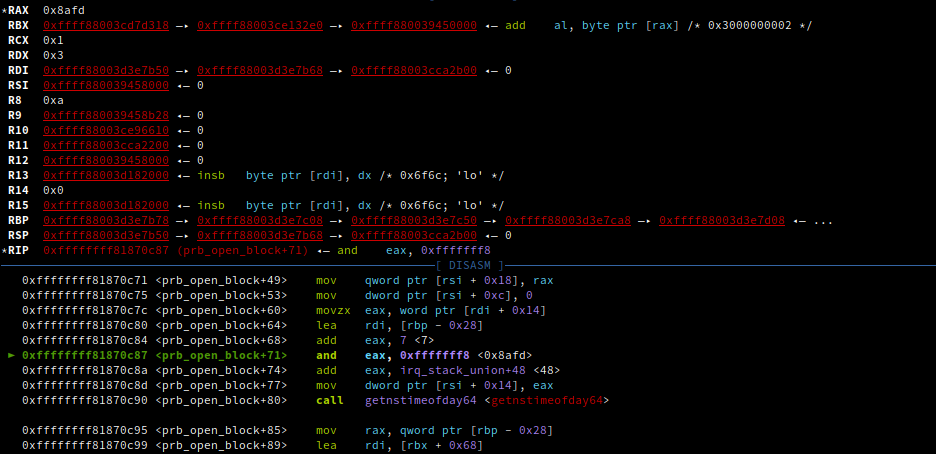 *RAX 0x8afd
RBX 0xffff88003cd7d318 —▸ 0xffff88003ce132e0 —▸ 0xffff880039450000 ◂— add al, byte ptr [rax] /* 0x3000000002 */
RCX 0x1
RDX 0x3
RDI 0xffff88003d3e7b50 —▸ 0xffff88003d3e7b68 —▸ 0xffff88003cca2b00 ◂— 0
RSI 0xffff880039458000 ◂— 0
R8 0xa
R9 0xffff880039458b28 ◂— 0
R10 0xffff88003ce96610 ◂— 0
R11 0xffff88003cca2200 ◂— 0
R12 0xffff880039458000 ◂— 0
R13 0xffff88003d182000 ◂— insb byte ptr [rdi], dx /* 0x6f6c; 'lo' */
R14 0x0
R15 0xffff88003d182000 ◂— insb byte ptr [rdi], dx /* 0x6f6c; 'lo' */
RBP 0xffff88003d3e7b78 —▸ 0xffff88003d3e7c08 —▸ 0xffff88003d3e7c50 —▸ 0xffff88003d3e7ca8 —▸ 0xffff88003d3e7d08 ◂— ...
RSP 0xffff88003d3e7b50 —▸ 0xffff88003d3e7b68 —▸ 0xffff88003cca2b00 ◂— 0
*RIP 0xffffffff81870c87 (prb_open_block+71) ◂— and eax, 0xfffffff8
[ DISASM ]
0xffffffff81870c71 <prb_open_block+49> mov qword ptr [rsi + 0x18], rax
0xffffffff81870c75 <prb_open_block+53> mov dword ptr [rsi + 0xc], 0
0xffffffff81870c7c <prb_open_block+60> movzx eax, word ptr [rdi + 0x14]
0xffffffff81870c80 <prb_open_block+64> lea rdi, [rbp - 0x28]
0xffffffff81870c84 <prb_open_block+68> add eax, 7 <7>
► 0xffffffff81870c87 <prb_open_block+71> and eax, 0xfffffff8 <0x8afd>
0xffffffff81870c8a <prb_open_block+74> add eax, irq_stack_union+48 <48>
0xffffffff81870c8d <prb_open_block+77> mov dword ptr [rsi + 0x14], eax
0xffffffff81870c90 <prb_open_block+80> call getnstimeofday64 <getnstimeofday64>
0xffffffff81870c95 <prb_open_block+85> mov rax, qword ptr [rbp - 0x28]
0xffffffff81870c99 <prb_open_block+89> lea rdi, [rbx + 0x68]